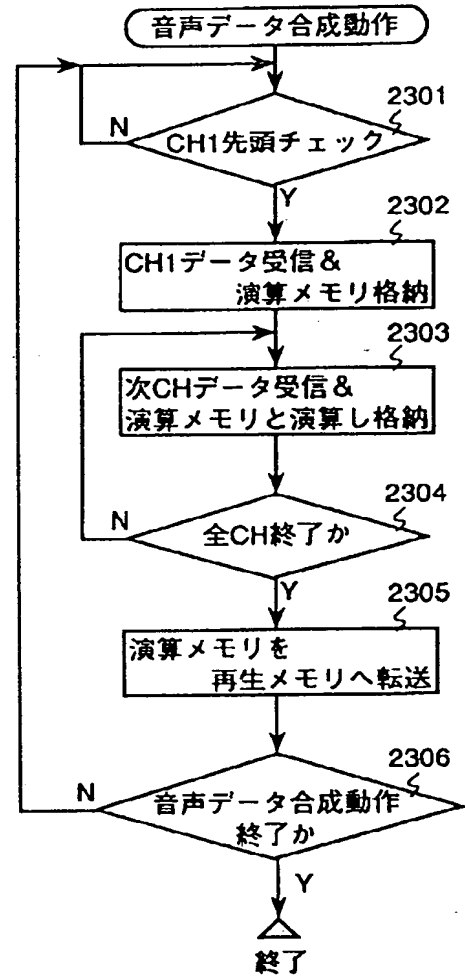 音声データ合成動作
2301
N
CH1先頭チェック
Y
2302
CH1データ受信&
演算メモリ格納
2303
次CHデータ受信&
演算メモリと演算し格納
2304
N
全CH終了か
Y
2305
演算メモリを
再生メモリへ転送
2306
N
音声データ合成動作
終了か
Y
終了